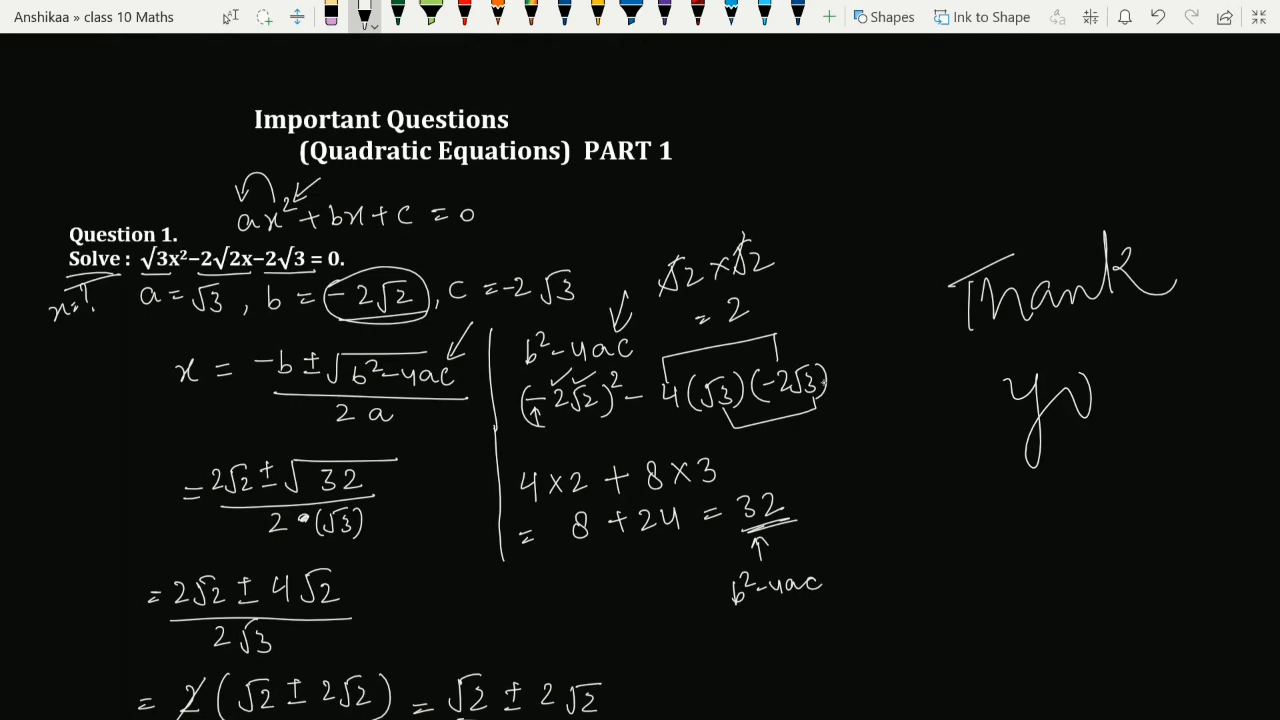 Anshikaa » class 10 Maths
Shapes
Ink to Shape
Important Questions
(Quadratic Equations) PART 1
ax²+bx+c=0
Question 1.
Solve : √3x²−2√2x−2√3 = 0.
x=?
a=√3, b=−2√2, c=−2√3
√2×√2
=2
x = (−b±√(b²−4ac))/(2a)
b²−4ac
(−2√2)²−4(√3)(−2√3)
= (2√2±√32)/(2·(√3))
4×2+8×3
= 8+24=32
b²−4ac
= (2√2±4√2)/(2√3)
= 2(√2±2√2) = √2±2√2
Thank